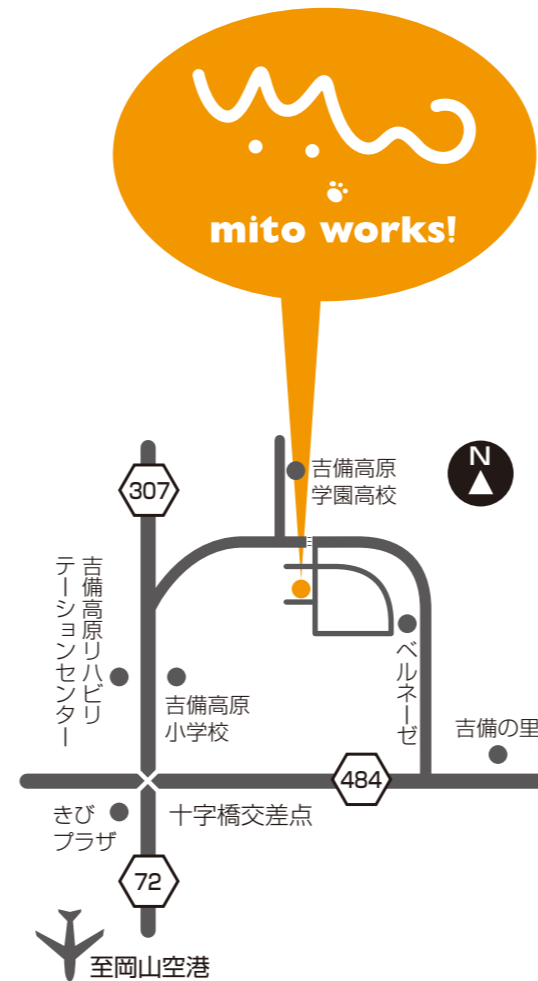 mito works!
吉備高原
学園高校
N
307
吉備高原リハビリ
テーションセンター
吉備高原
小学校
ベルネーゼ
吉備の里
484
きび
プラザ
十字橋交差点
72
至岡山空港